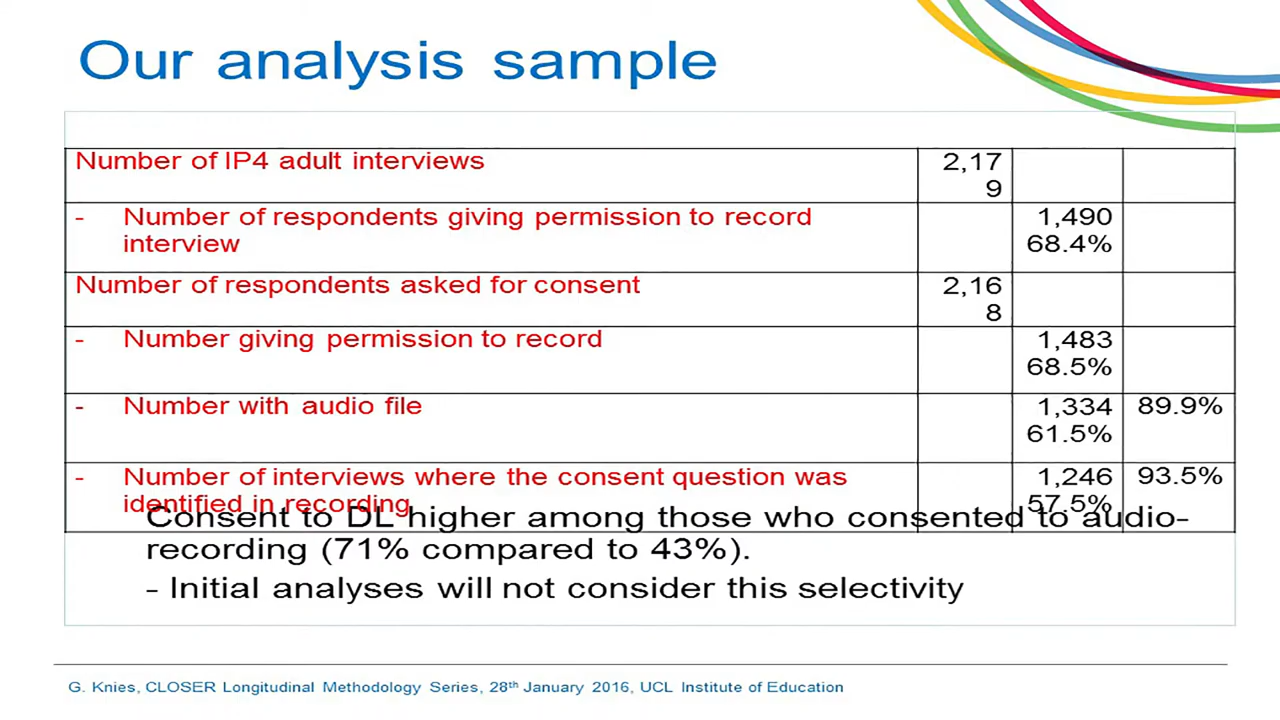 Our analysis sample
Number of IP4 adult interviews
2,17
9
- Number of respondents giving permission to record
interview
1,490
68.4%
Number of respondents asked for consent
2,16
8
- Number giving permission to record
1,483
68.5%
- Number with audio file
1,334
61.5%
89.9%
- Number of interviews where the consent question was
identified in recording
1,246
57.5%
93.5%
Consent to DL higher among those who consented to audio-
recording (71% compared to 43%).
- Initial analyses will not consider this selectivity
G. Knies, CLOSER Longitudinal Methodology Series, 28th January 2016, UCL Institute of Education